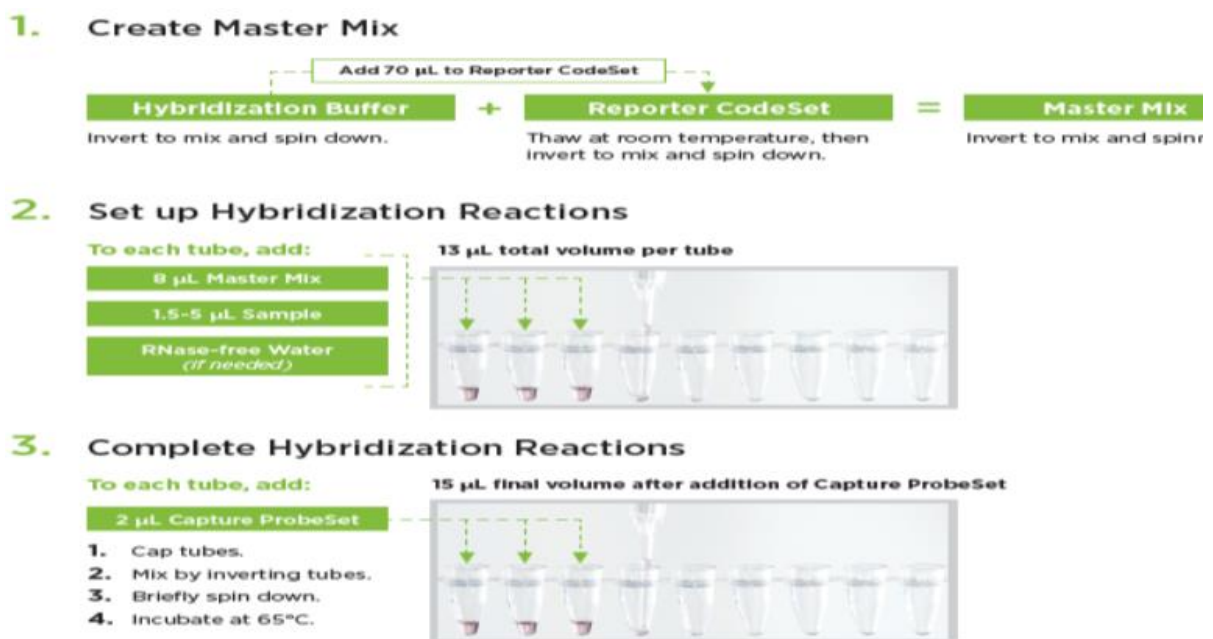 1. Create Master Mix
Add 70 µL to Reporter CodeSet
Hybridization Buffer + Reporter CodeSet = Master Mix
Invert to mix and spin down.
Thaw at room temperature, then
invert to mix and spin down.
Invert to mix and spin
2. Set up Hybridization Reactions
To each tube, add:
13 µL total volume per tube
8 µL Master Mix
1.5-5 µL Sample
RNase-free Water
(if needed)
3. Complete Hybridization Reactions
To each tube, add:
15 µL final volume after addition of Capture ProbeSet
2 µL Capture ProbeSet
1. Cap tubes.
2. Mix by inverting tubes.
3. Briefly spin down.
4. Incubate at 65°C.